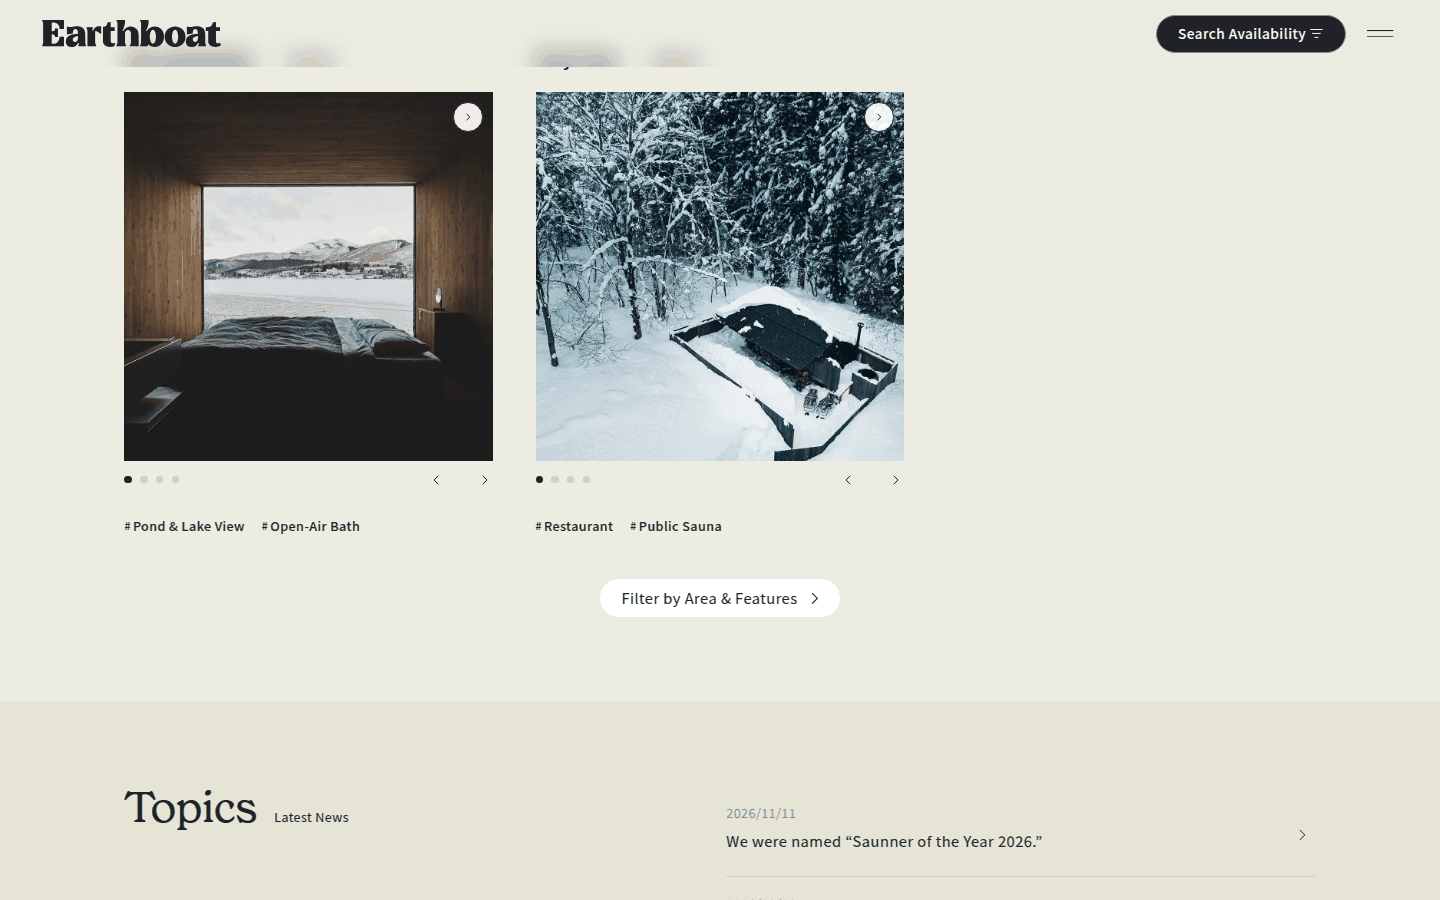 Earthboat
Search Availability
# Pond & Lake View # Open-Air Bath
# Restaurant # Public Sauna
Filter by Area & Features
Topics Latest News
2026/11/11
We were named “Saunner of the Year 2026.”